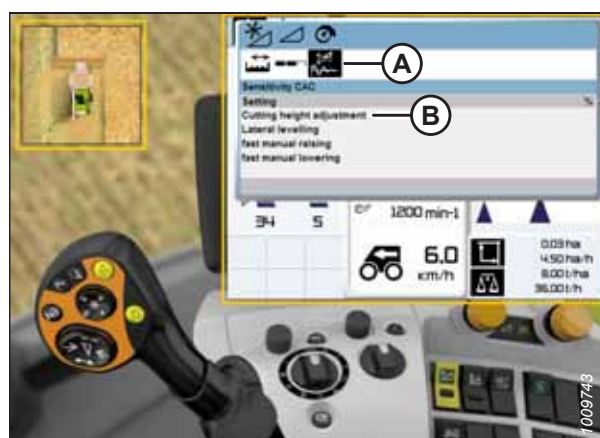 A
Sensitivity CAC
Setting %
Cutting height adjustment
B
Lateral levelling
fast manual raising
fast manual lowering
34 5
1200 min-1
6.0
km/h
0.03 ha
4.50 ha/h
8.00 t/ha
36.00 t/h
1009743